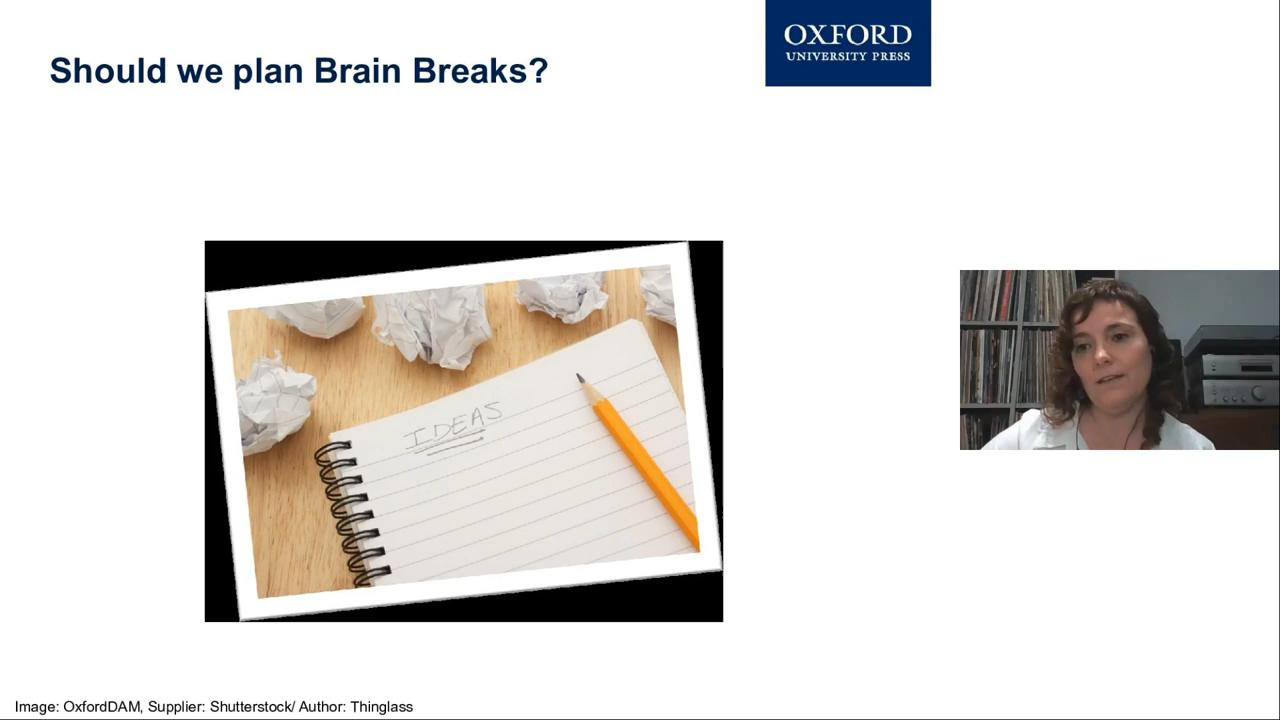 Should we plan Brain Breaks?
OXFORD
UNIVERSITY PRESS
IDEAS
Image: OxfordDAM, Supplier: Shutterstock/ Author: Thinglass